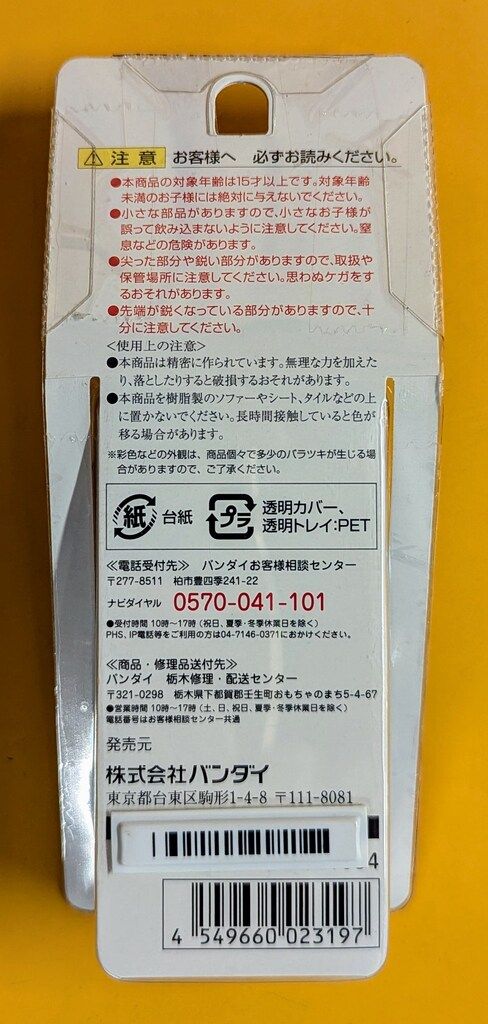 ⚠ 注意 お客様へ 必ずお読みください。
●本商品の対象年齢は15才以上です。対象年齢
未満のお子様には絶対に与えないでください。
●小さな部品がありますので、小さなお子様が
誤って飲み込まないように注意してください。窒
息などの危険があります。
●尖った部分や鋭い部分がありますので、取扱や
保管場所に注意してください。思わぬケガをす
るおそれがあります。
●先端が鋭くなっている部分がありますので、十
分に注意してください。
<使用上の注意>
●本商品は精密に作られています。無理な力を加えた
り、落としたりすると破損するおそれがあります。
●本商品を樹脂製のソファーやシート、タイルなどの上
に置かないでください。長時間接触していると色が
移る場合があります。
※彩色などの外観は、商品個々で多少のバラツキが生じる場
合がありますので、ご了承ください。
紙 台紙 プラ 透明カバー、
透明トレイ:PET
≪電話受付先≫ バンダイお客様相談センター
〒277-8511 柏市豊四季241-22
ナビダイヤル 0570-041-101
●受付時間 10時~17時 (祝日、夏季・冬季休業日を除く)
PHS、IP電話等をご利用の方は04-7146-0371におかけください。
≪商品・修理品送付先≫
バンダイ 栃木修理・配送センター
〒321-0298 栃木県下都賀郡壬生町おもちゃのまち5-4-67
●営業時間 10時~17時 (土、日、祝日、夏季・冬季休業日を除く)
電話番号はお客様相談センター共通
発売元
株式会社バンダイ
東京都台東区駒形1-4-8 〒111-8081
4 549660 023197